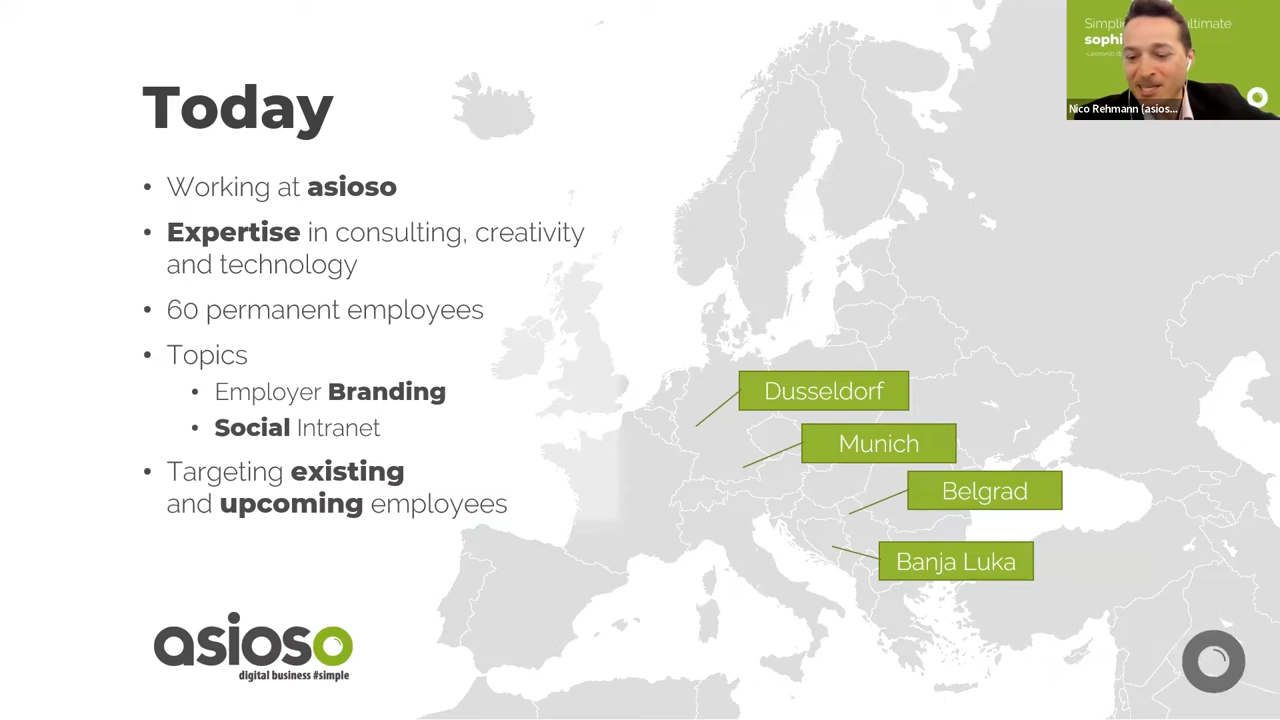 Today
• Working at asioso
• Expertise in consulting, creativity
and technology
• 60 permanent employees
• Topics
• Employer Branding
• Social Intranet
• Targeting existing
and upcoming employees
Dusseldorf
Munich
Belgrad
Banja Luka
asioso
digital business #simple
Nico Rehmann (asios...